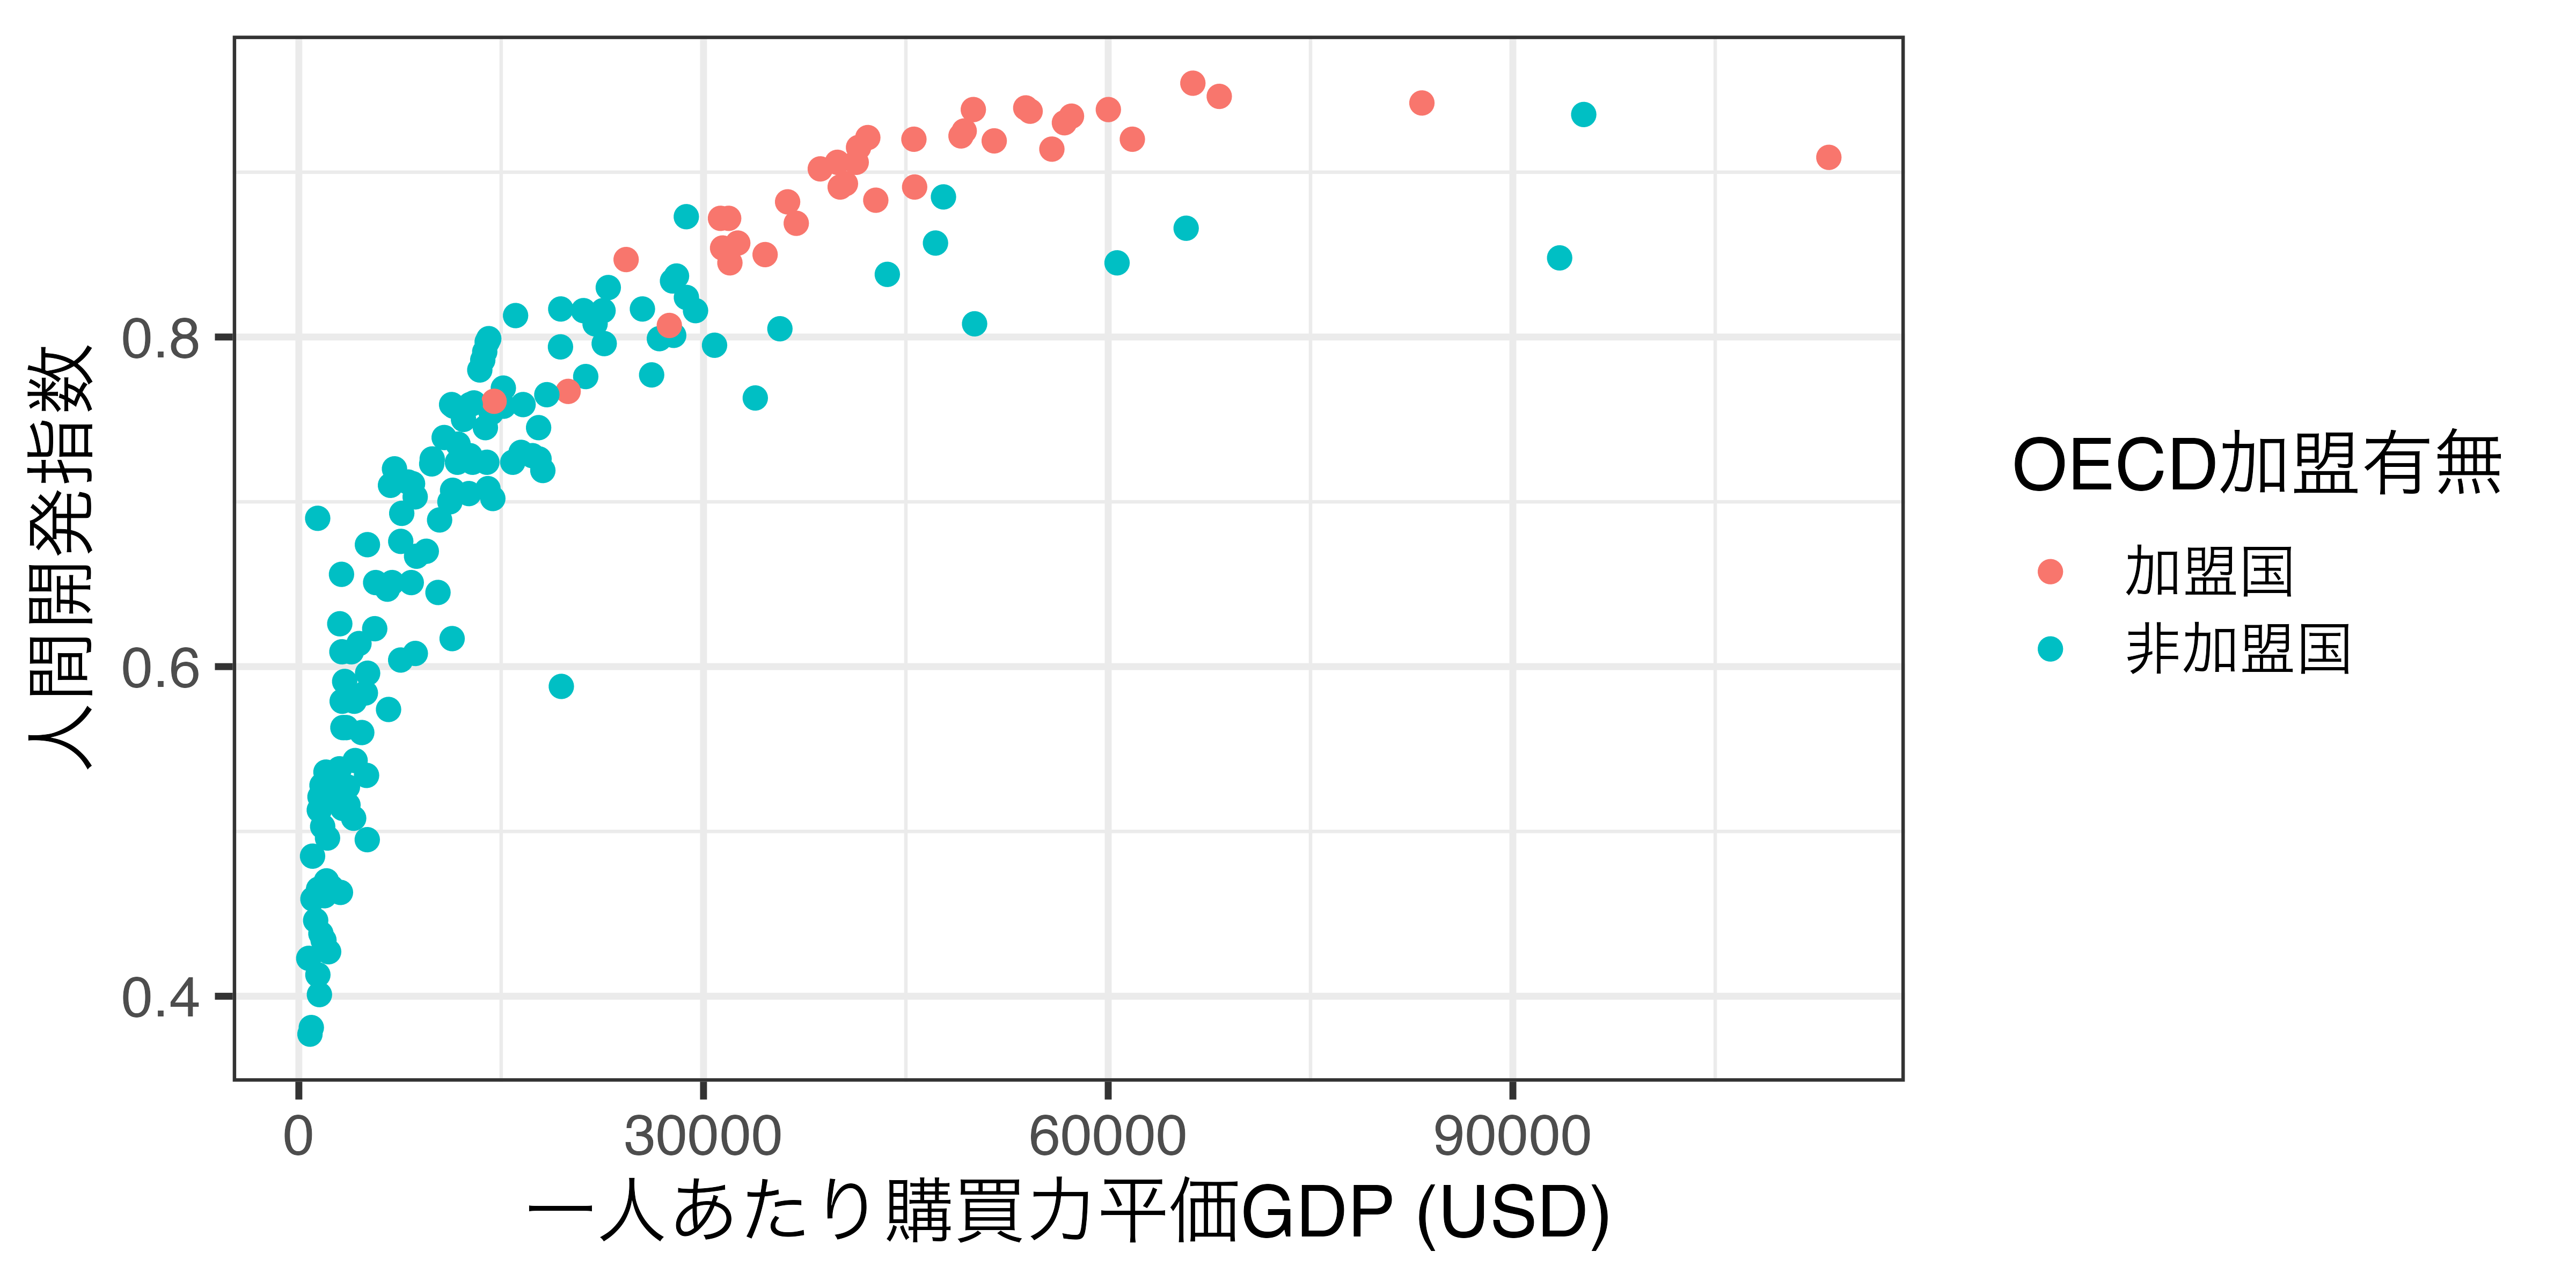 人間開発指数
0.8
0.6
0.4
0 30000 60000 90000
一人あたり購買力平価GDP (USD)
OECD加盟有無
加盟国
非加盟国